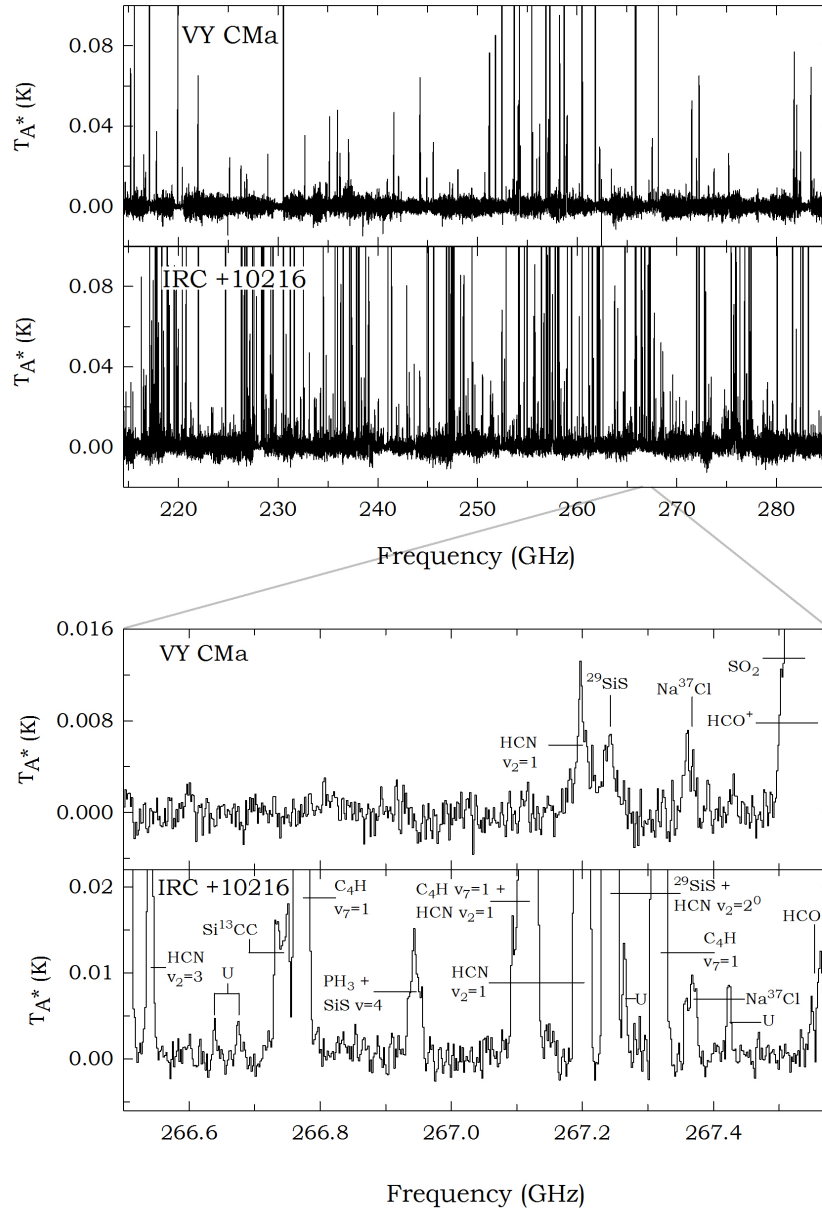 VY CMa
0.08
0.04
0.00
T_A* (K)
IRC +10216
0.08
0.04
0.00
T_A* (K)
220 230 240 250 260 270 280
Frequency (GHz)
0.016
0.008
0.000
T_A* (K)
VY CMa
HCN
v₂=1
²⁹SiS
Na³⁷Cl
SO₂
HCO⁺
IRC +10216
0.02
0.01
0.00
T_A* (K)
HCN
v₂=3
U
Si¹³CC
C₄H
v₇=1
PH₃ +
SiS v=4
C₄H v₇=1 +
HCN v₂=1
HCN
v₂=1
²⁹SiS +
HCN v₂=2⁰
C₄H
v₇=1
U
Na³⁷Cl
U
HCO
266.6 266.8 267.0 267.2 267.4
Frequency (GHz)